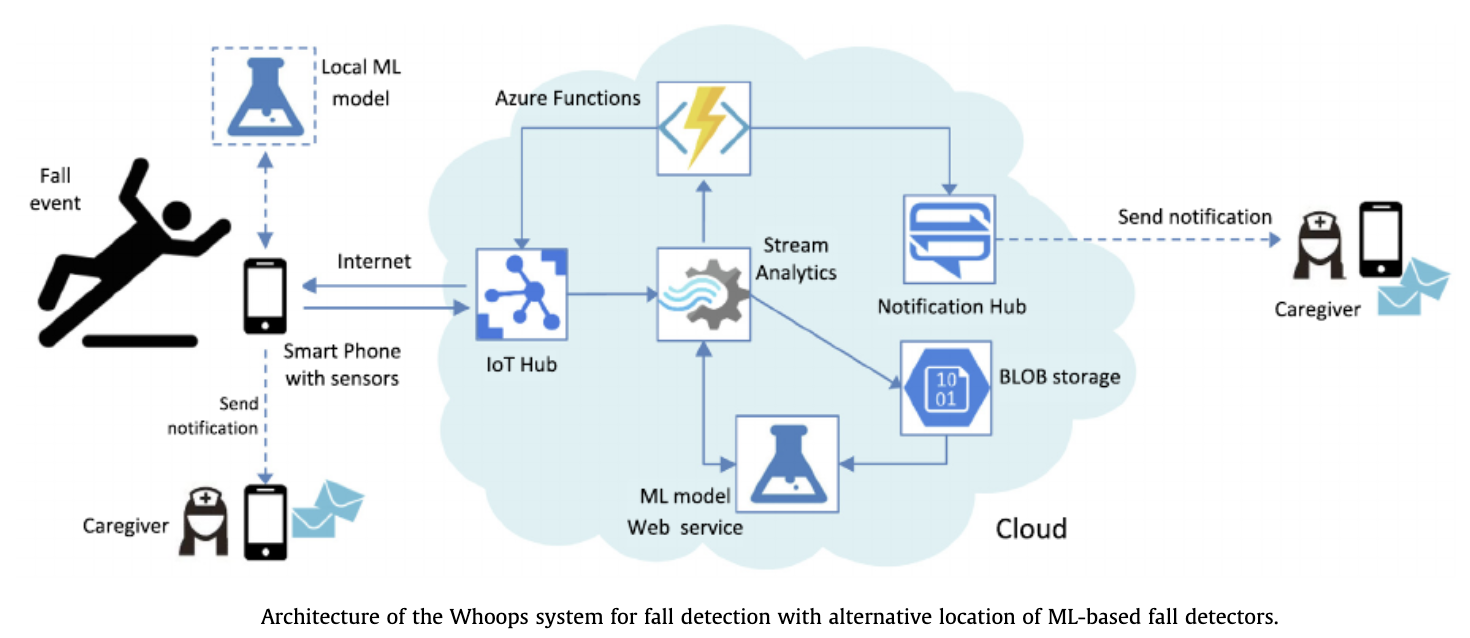 Local ML
model
Azure Functions
Fall
event
Send notification
Stream
Analytics
Internet
Notification Hub
Caregiver
Smart Phone
with sensors
IoT Hub
10
01
BLOB storage
Send
notification
ML model
Web service
Caregiver
Cloud
Architecture of the Whoops system for fall detection with alternative location of ML-based fall detectors.